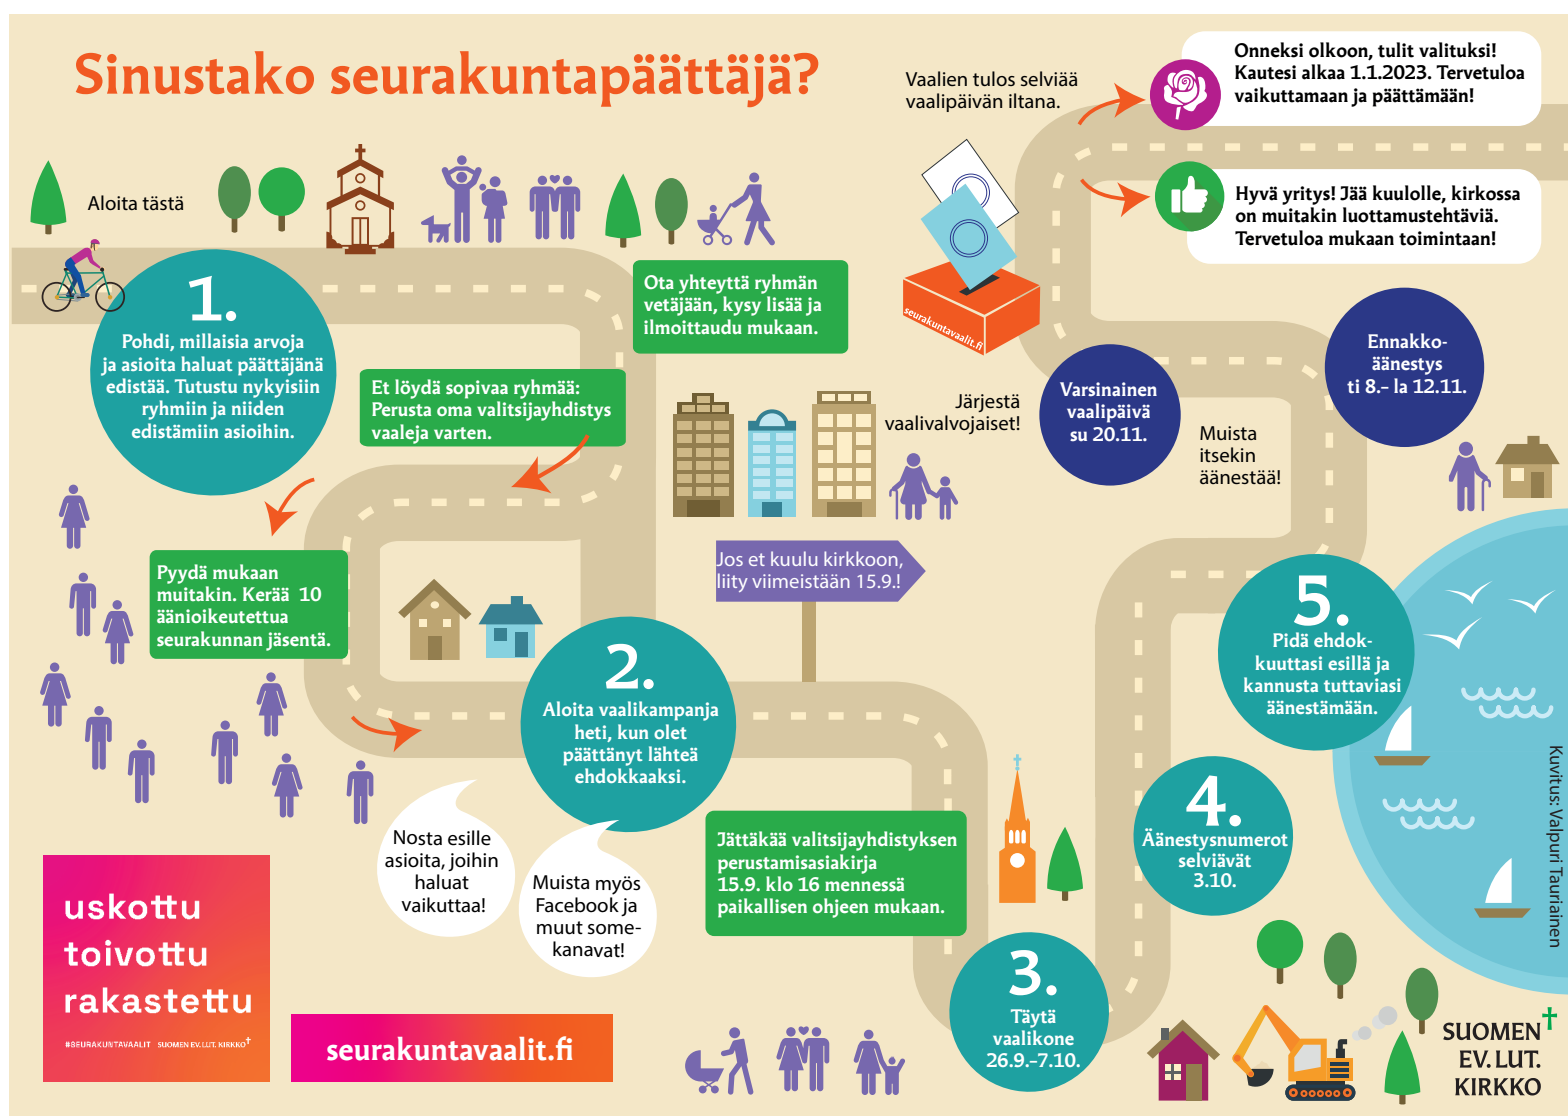 Sinustako seurakuntapäättäjä?
Aloita tästä
1.
Pohdi, millaisia arvoja
ja asioita haluat päättäjänä
edistää. Tutustu nykyisiin
ryhmiin ja niiden
edistämiin asioihin.
Ota yhteyttä ryhmän
vetäjään, kysy lisää ja
ilmoittaudu mukaan.
Et löydä sopivaa ryhmää:
Perusta oma valitsijayhdistys
vaaleja varten.
Pyydä mukaan
muitakin. Kerää 10
äänioikeutettua
seurakunnan jäsentä.
2.
Aloita vaalikampanja
heti, kun olet
päättänyt lähteä
ehdokkaaksi.
Nosta esille
asioita, joihin
haluat
vaikuttaa!
Muista myös
Facebook ja
muut some-
kanavat!
Jos et kuulu kirkkoon,
liity viimeistään 15.9.!
Jättäkää valitsijayhdistyksen
perustamisasiakirja
15.9. klo 16 mennessä
paikallisen ohjeen mukaan.
3.
Täytä
vaalikone
26.9.–7.10.
4.
Äänestysnumerot
selviävät
3.10.
5.
Pidä ehdok-
kuuttasi esillä ja
kannusta tuttaviasi
äänestämään.
Ennakko-
äänestys
ti 8.– la 12.11.
Muista
itsekin
äänestää!
Varsinainen
vaalipäivä
su 20.11.
Järjestä
vaalivalvojaiset!
seurakuntavaalit.fi
Vaalien tulos selviää
vaalipäivän iltana.
Onneksi olkoon, tulit valituksi!
Kautesi alkaa 1.1.2023. Tervetuloa
vaikuttamaan ja päättämään!
Hyvä yritys! Jää kuulolle, kirkossa
on muitakin luottamustehtäviä.
Tervetuloa mukaan toimintaan!
Kuvitus: Valpuri Tauriainen
uskottu
toivottu
rakastettu
#SEURAKUNTAVAALIT SUOMEN EV. LUT. KIRKKO
seurakuntavaalit.fi
SUOMEN
EV. LUT.
KIRKKO